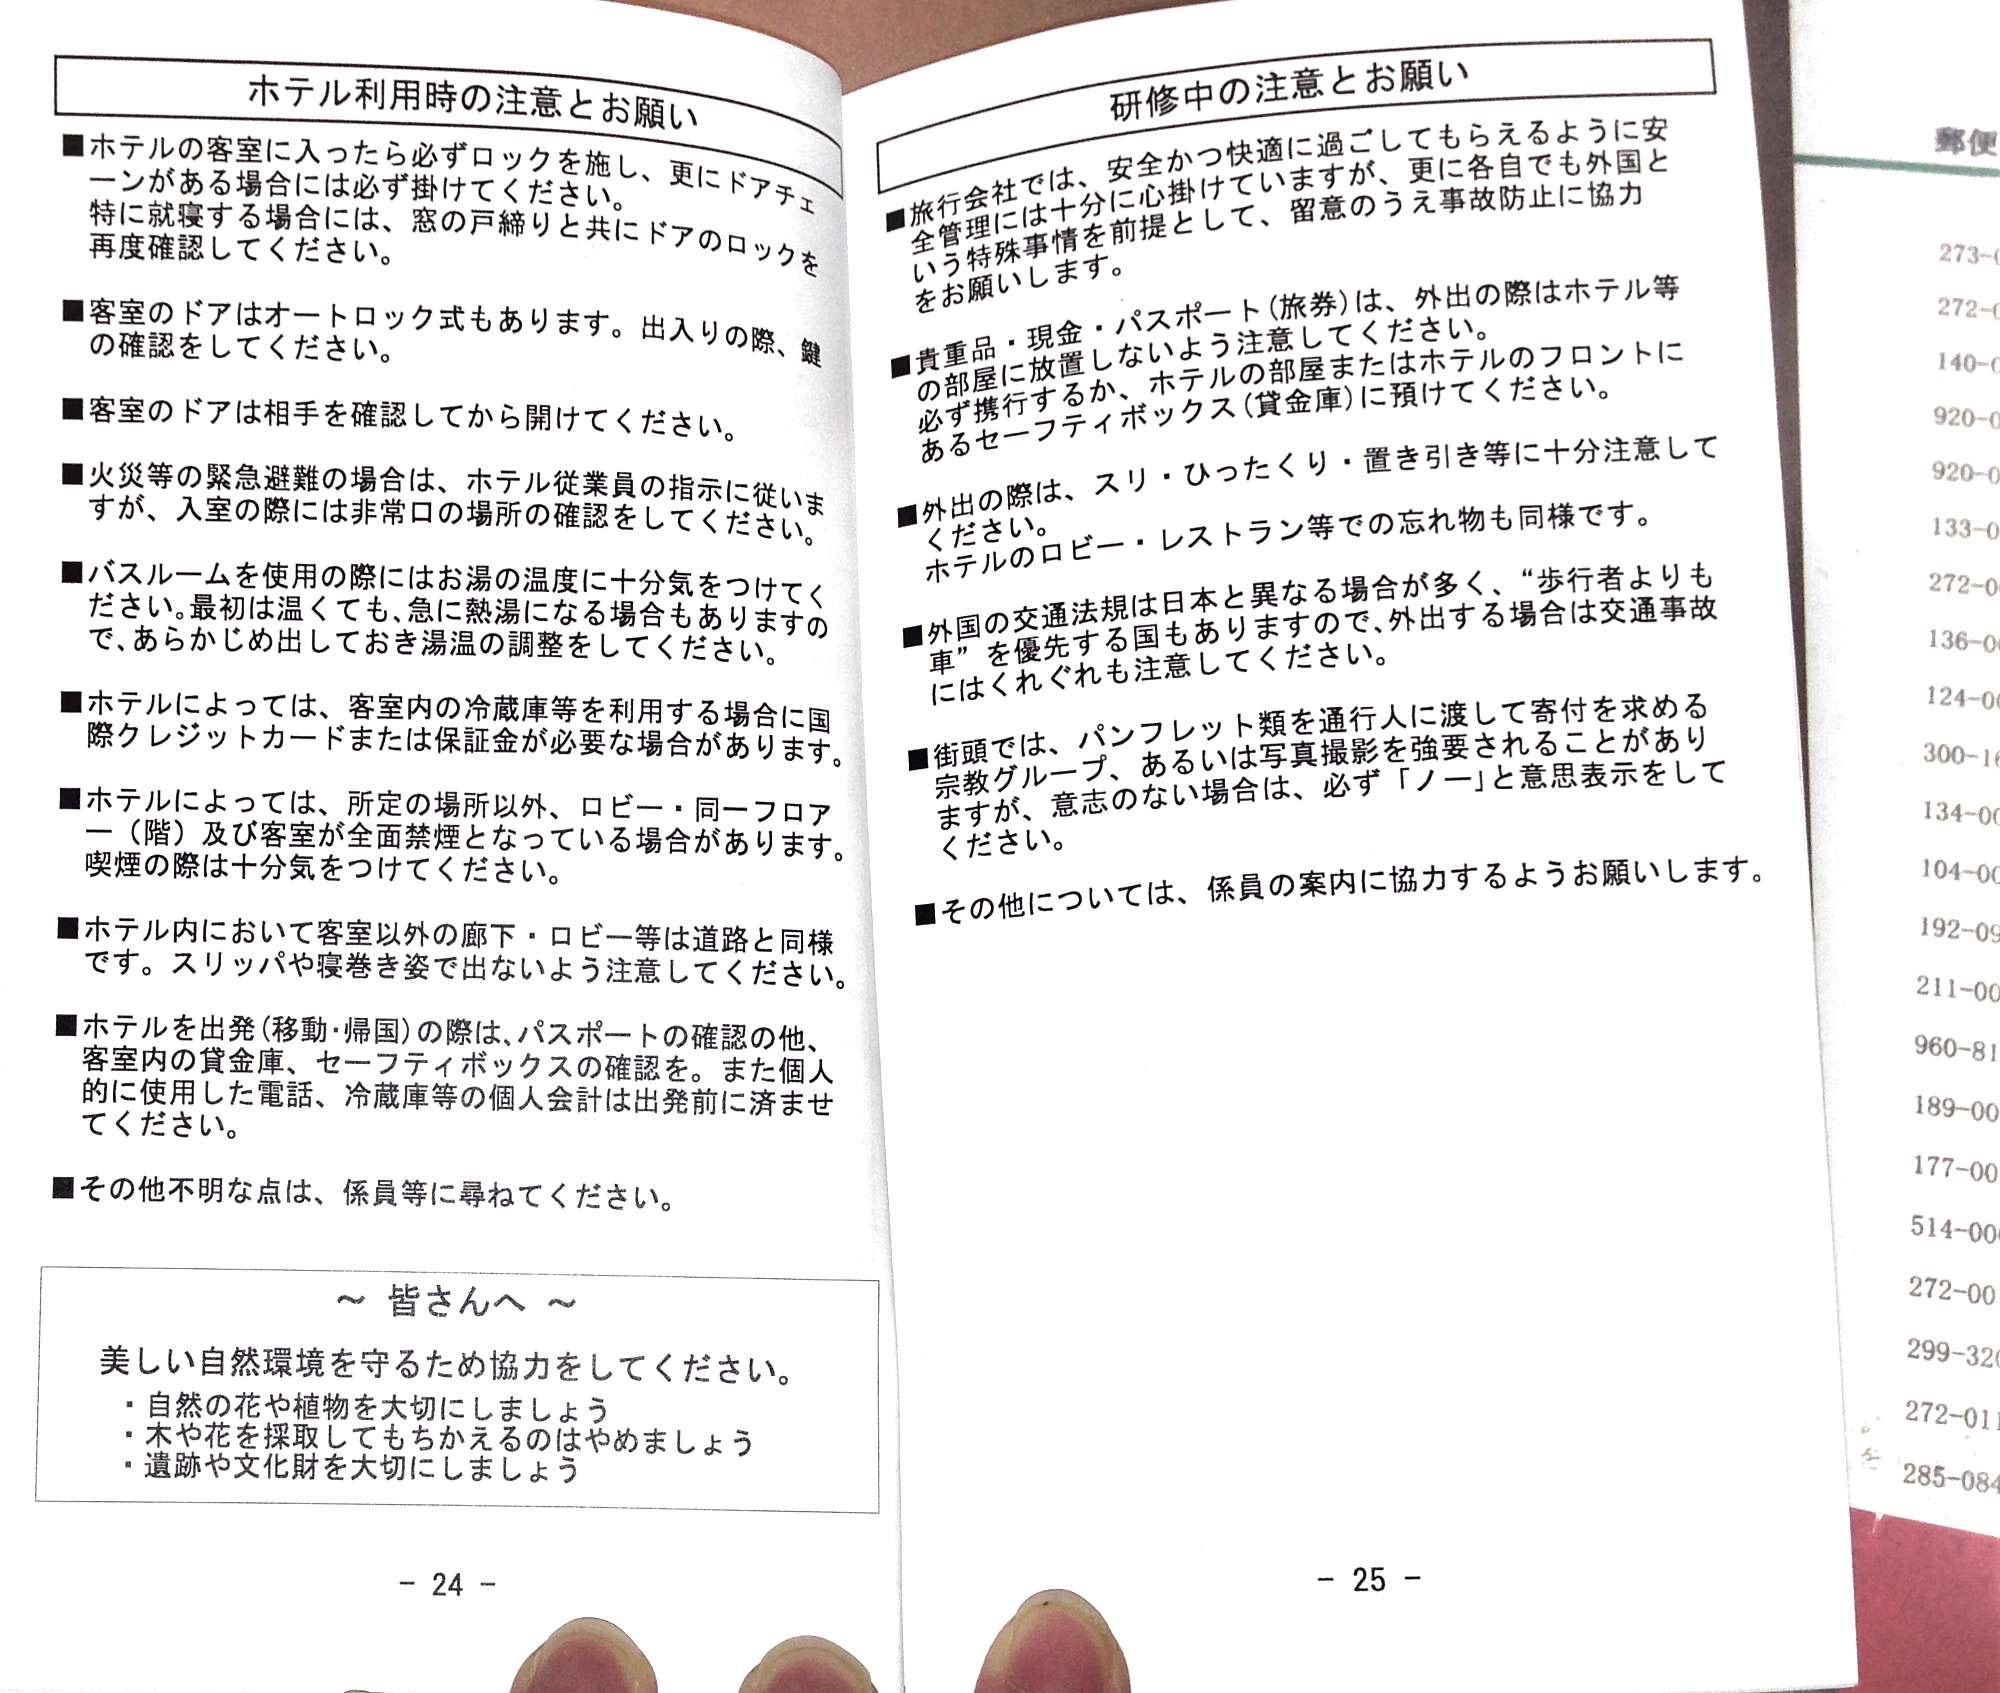 ホテル利用時の注意とお願い
■ホテルの客室に入ったら必ずロックを施し、更にドアチェ
ーンがある場合には必ず掛けてください。
特に就寝する場合には、窓の戸締りと共にドアのロックを
再度確認してください。
■客室のドアはオートロック式もあります。出入りの際、鍵
の確認をしてください。
■客室のドアは相手を確認してから開けてください。
■火災等の緊急避難の場合は、ホテル従業員の指示に従いま
すが、入室の際には非常口の場所の確認をしてください。
■バスルームを使用の際にはお湯の温度に十分気をつけてく
ださい。最初は温くても、急に熱湯になる場合もありますの
で、あらかじめ出しておき湯温の調整をしてください。
■ホテルによっては、客室内の冷蔵庫等を利用する場合に国
際クレジットカードまたは保証金が必要な場合があります。
■ホテルによっては、所定の場所以外、ロビー・同一フロア
ー（階）及び客室が全面禁煙となっている場合があります。
喫煙の際は十分気をつけてください。
■ホテル内において客室以外の廊下・ロビー等は道路と同様
です。スリッパや寝巻き姿で出ないよう注意してください。
■ホテルを出発(移動・帰国)の際は、パスポートの確認の他、
客室内の貸金庫、セーフティボックスの確認を。また個人
的に使用した電話、冷蔵庫等の個人会計は出発前に済ませ
てください。
■その他不明な点は、係員等に尋ねてください。
～ 皆さんへ ～
美しい自然環境を守るため協力をしてください。
・自然の花や植物を大切にしましょう
・木や花を採取してもちかえるのはやめましょう
・遺跡や文化財を大切にしましょう
- 24 -
研修中の注意とお願い
■旅行会社では、安全かつ快適に過ごしてもらえるように安
全管理には十分に心掛けていますが、更に各自でも外国と
いう特殊事情を前提として、留意のうえ事故防止に協力
をお願いします。
■貴重品・現金・パスポート(旅券)は、外出の際はホテル等
の部屋に放置しないよう注意してください。
必ず携行するか、ホテルの部屋またはホテルのフロントに
あるセーフティボックス(貸金庫)に預けてください。
■外出の際は、スリ・ひったくり・置き引き等に十分注意して
ください。
ホテルのロビー・レストラン等での忘れ物も同様です。
■外国の交通法規は日本と異なる場合が多く、“歩行者よりも
車”を優先する国もありますので、外出する場合は交通事故
にはくれぐれも注意してください。
■街頭では、パンフレット類を通行人に渡して寄付を求める
宗教グループ、あるいは写真撮影を強要されることがあり
ますが、意志のない場合は、必ず「ノー」と意思表示をして
ください。
■その他については、係員の案内に協力するようお願いします。
- 25 -
郵便
273-0
272-0
140-0
920-0
920-0
133-0
272-0
136-0
124-00
300-16
134-00
104-00
192-09
211-00
960-81
189-00
177-00
514-00
272-00
299-320
272-011
285-084